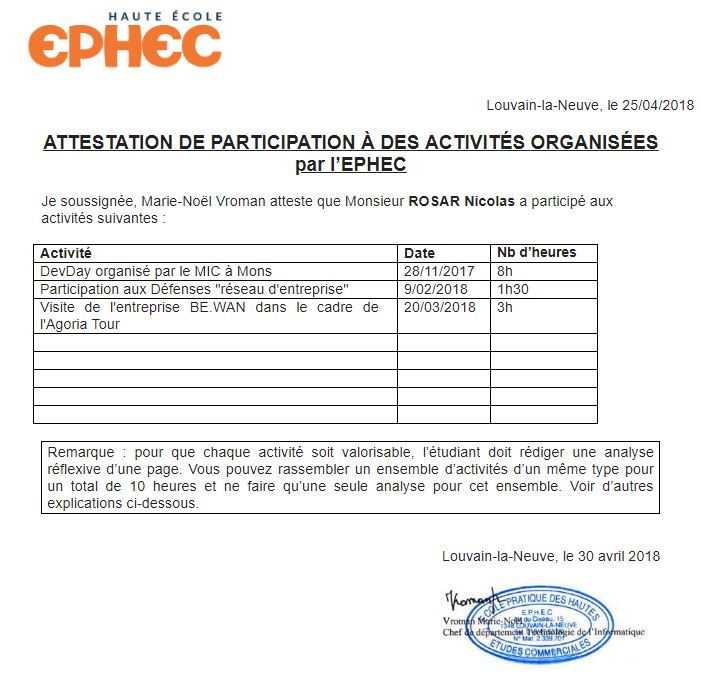 HAUTE ÉCOLE
EPHEC
Louvain-la-Neuve, le 25/04/2018
ATTESTATION DE PARTICIPATION À DES ACTIVITÉS ORGANISÉES
par l’EPHEC
Je soussignée, Marie-Noël Vroman atteste que Monsieur ROSAR Nicolas a participé aux
activités suivantes :
Activité Date Nb d’heures
DevDay organisé par le MIC à Mons 28/11/2017 8h
Participation aux Défenses "réseau d'entreprise" 9/02/2018 1h30
Visite de l'entreprise BE.WAN dans le cadre de 20/03/2018 3h
l'Agoria Tour
Remarque : pour que chaque activité soit valorisable, l’étudiant doit rédiger une analyse
réflexive d’une page. Vous pouvez rassembler un ensemble d’activités d’un même type pour
un total de 10 heures et ne faire qu’une seule analyse pour cet ensemble. Voir d’autres
explications ci-dessous.
Louvain-la-Neuve, le 30 avril 2018
Vroman
ECOLE PRATIQUE DES HAUTES
E.P.H.E.C
du Ciseau, 15
1348 LOUVAIN-LA-NEUVE
Vroman Marie-Noël
Chef de département Technologie de l’Informatique
N° Mat. 2.339.701
ETUDES COMMERCIALES